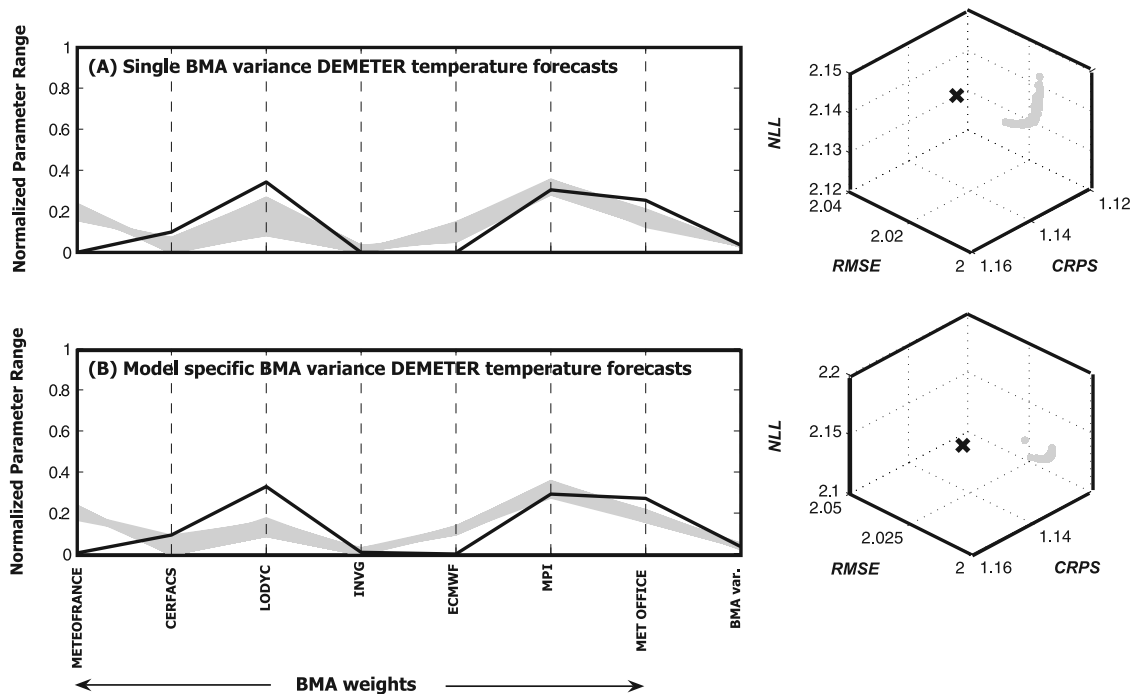 Normalized Parameter Range
1
0.8
0.6
0.4
0.2
0
(A) Single BMA variance DEMETER temperature forecasts
NLL
2.15
2.14
2.13
2.12
2.04
2.02
2
RMSE
1.16
1.14
1.12
CRPS
Normalized Parameter Range
1
0.8
0.6
0.4
0.2
0
(B) Model specific BMA variance DEMETER temperature forecasts
METEOFRANCE
CERFACS
LODYC
INVG
ECMWF
MPI
MET OFFICE
BMA var.
BMA weights
NLL
2.2
2.15
2.1
2.05
2.025
2
RMSE
1.16
1.14
CRPS